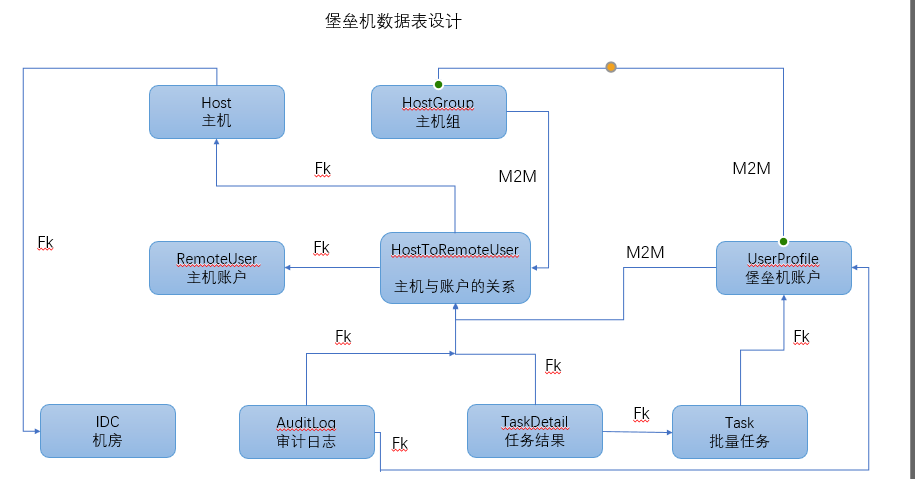 堡垒机数据表设计
Host
主机
HostGroup
主机组
Fk
M2M
M2M
Fk
RemoteUser
主机账户
Fk
HostToRemoteUser
主机与账户的关系
M2M
UserProfile
堡垒机账户
Fk
Fk
Fk
IDC
机房
AuditLog
审计日志
Fk
TaskDetail
任务结果
Fk
Task
批量任务